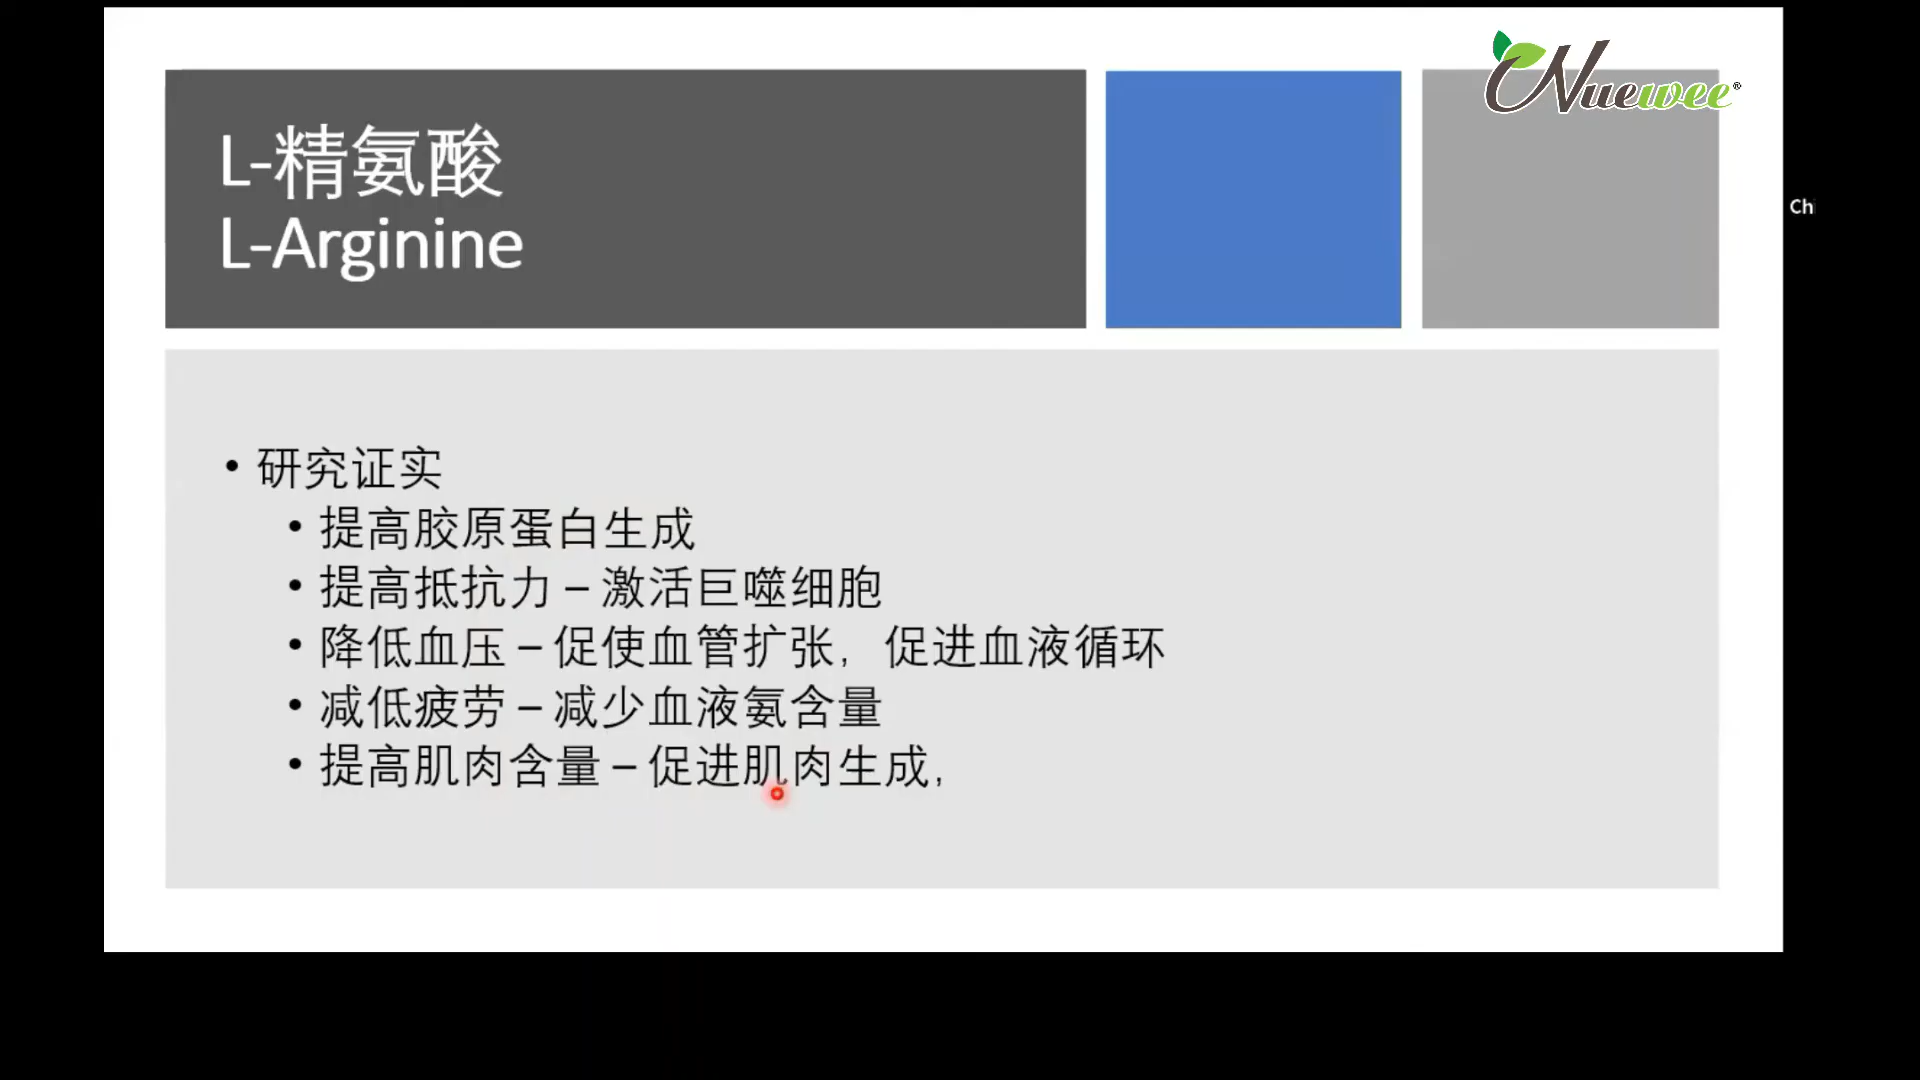 Nuewee®
L-精氨酸
L-Arginine
Ch
• 研究证实
• 提高胶原蛋白生成
• 提高抵抗力 – 激活巨噬细胞
• 降低血压 – 促使血管扩张，促进血液循环
• 减低疲劳 – 减少血液氨含量
• 提高肌肉含量 – 促进肌肉生成，